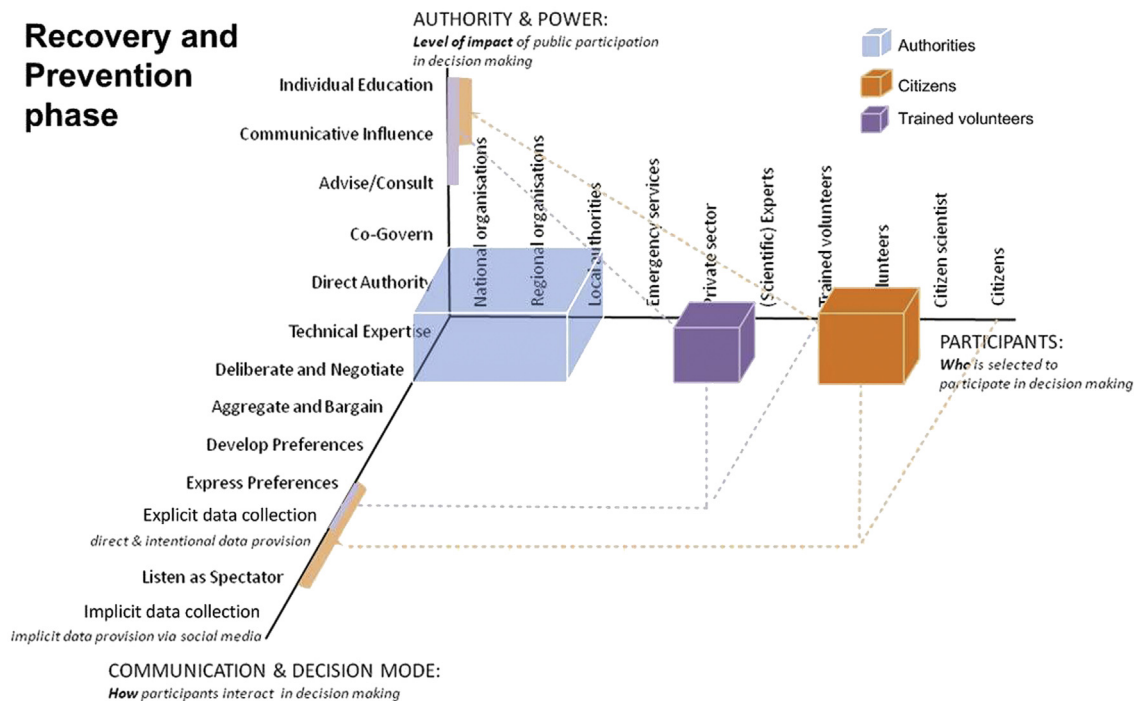 Recovery and
Prevention
phase
AUTHORITY & POWER:
Level of impact of public participation
in decision making
Authorities
Citizens
Trained volunteers
Individual Education
Communicative Influence
Advise/Consult
Co-Govern
Direct Authority
Technical Expertise
Deliberate and Negotiate
Aggregate and Bargain
Develop Preferences
Express Preferences
Explicit data collection
direct & intentional data provision
Listen as Spectator
Implicit data collection
implicit data provision via social media
National organisations
Regional organisations
Local authorities
Emergency services
Private sector
(Scientific) Experts
Trained volunteers
Citizen scientist
Citizens
PARTICIPANTS:
Who is selected to
participate in decision making
COMMUNICATION & DECISION MODE:
How participants interact in decision making